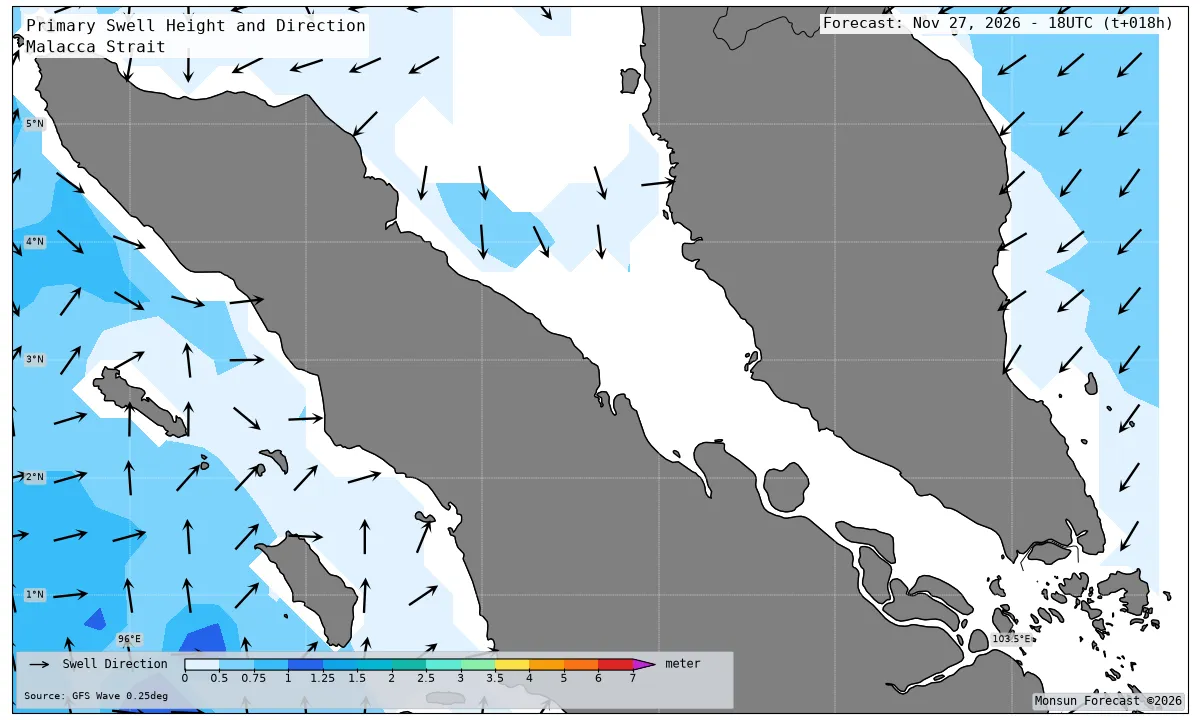 Primary Swell Height and Direction
Malacca Strait
Forecast: Nov 27, 2026 - 18UTC (t+018h)
5°N
4°N
3°N
2°N
1°N
96°E
103.5°E
Swell Direction
0 0.5 0.75 1 1.25 1.5 2 2.5 3 3.5 4 5 6 7
meter
Source: GFS Wave 0.25deg
Monsun Forecast ©2026